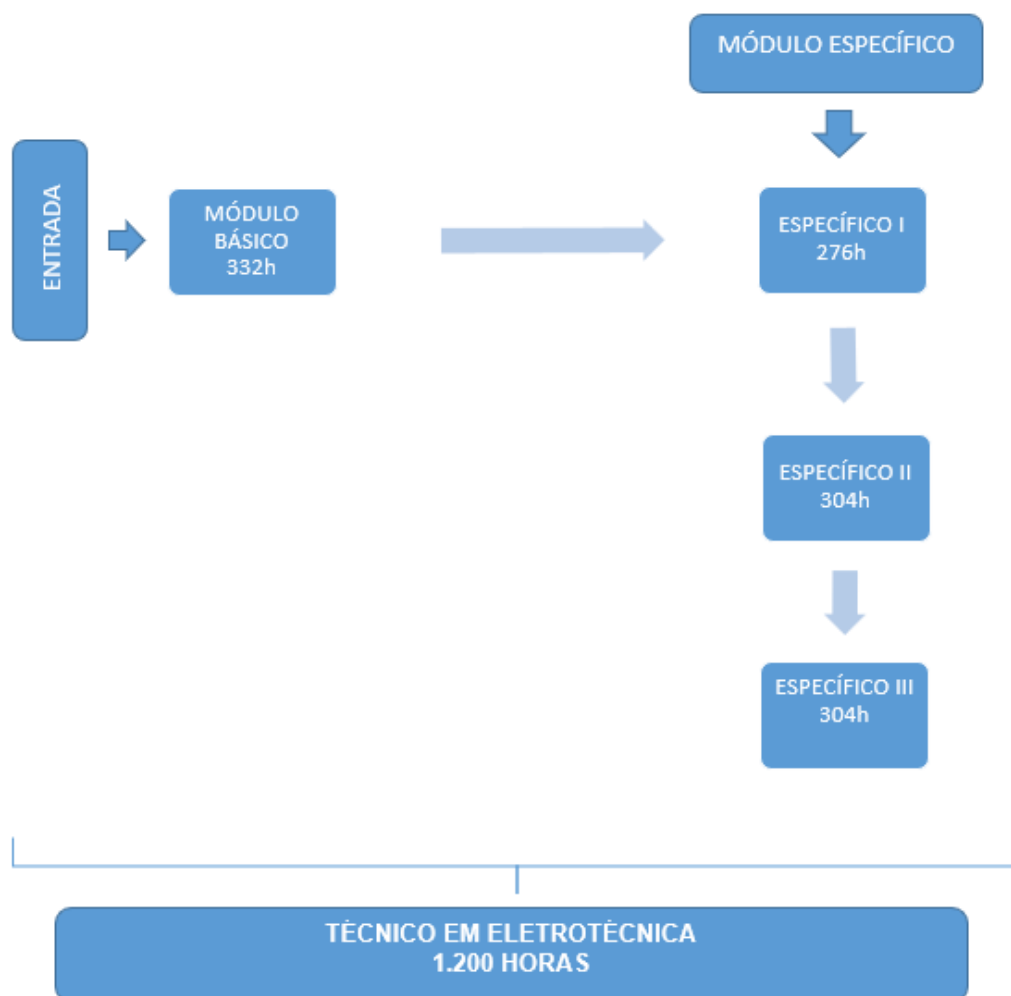 MÓDULO ESPECÍFICO
ENTRADA
MÓDULO
BÁSICO
332h
ESPECÍFICO I
276h
ESPECÍFICO II
304h
ESPECÍFICO III
304h
TÉCNICO EM ELETROTÉCNICA
1.200 HORAS